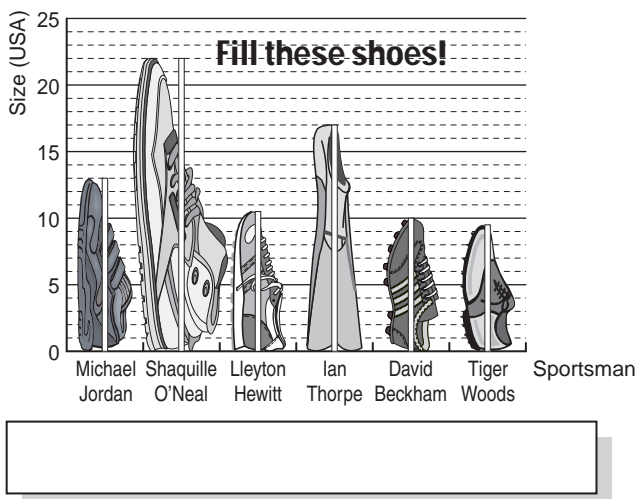 Fill these shoes!
Size (USA)
25
20
15
10
5
0
Michael Jordan
Shaquille O'Neal
Lleyton Hewitt
Ian Thorpe
David Beckham
Tiger Woods
Sportsman